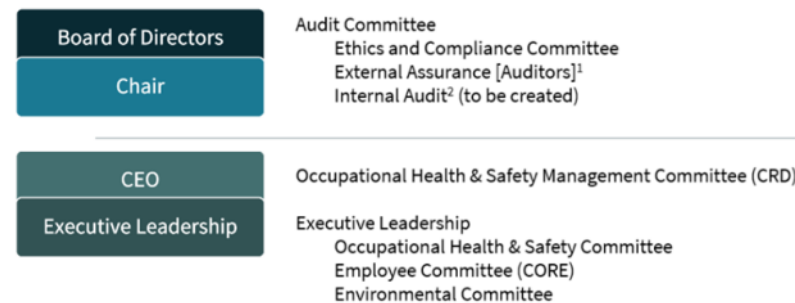 Board of Directors
Chair
Audit Committee
Ethics and Compliance Committee
External Assurance [Auditors]¹
Internal Audit² (to be created)
CEO
Executive Leadership
Occupational Health & Safety Management Committee (CRD)
Executive Leadership
Occupational Health & Safety Committee
Employee Committee (CORE)
Environmental Committee